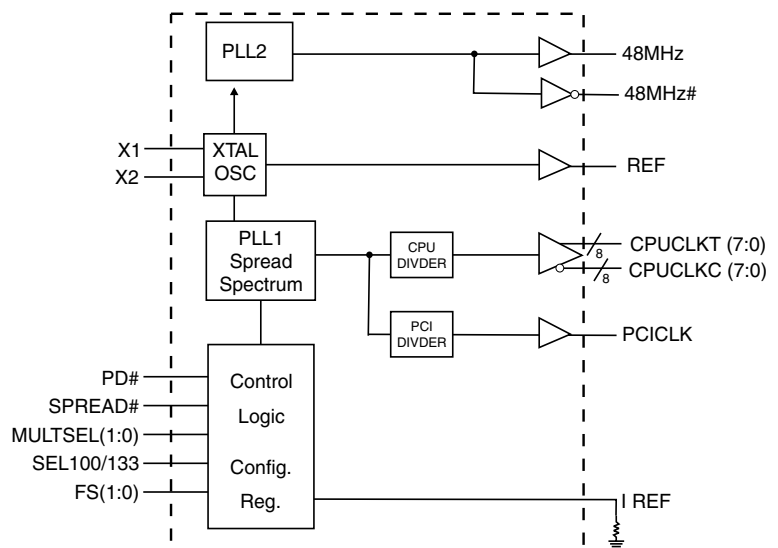 PLL2
48MHz
48MHz#
X1
X2
XTAL
OSC
REF
PLL1
Spread
Spectrum
CPU
DIVDER
8
8
CPUCLKT (7:0)
CPUCLKC (7:0)
PCI
DIVDER
PCICLK
PD#
SPREAD#
MULTSEL(1:0)
SEL100/133
FS(1:0)
Control
Logic
Config.
Reg.
I REF